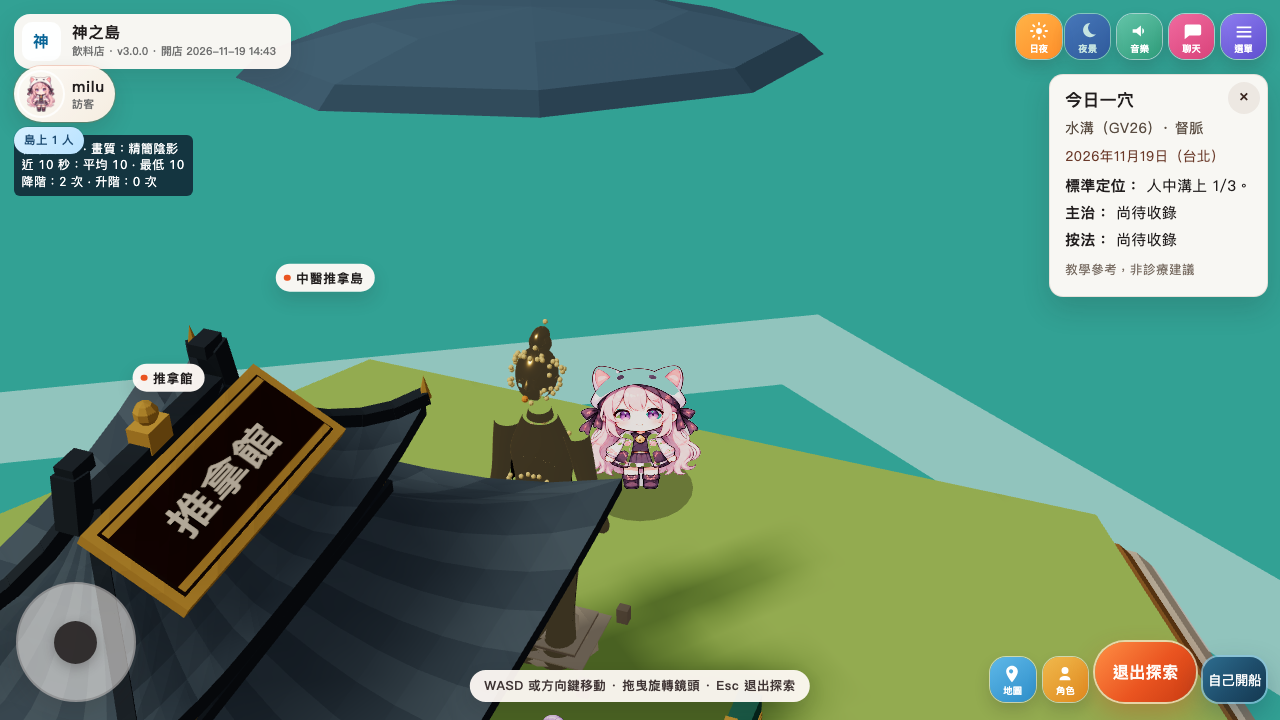 神
神之島
飲料店 · v3.0.0 · 開店 2026–11–19 14:43
milu
訪客
島上 1 人
· 畫質：精簡陰影
近 10 秒：平均 10 · 最低 10
降階：2 次 · 升階：0 次
日夜
夜景
音樂
聊天
選單
今日一穴
×
水溝（GV26）· 督脈
2026年11月19日（台北）
標準定位： 人中溝上 1/3。
主治： 尚待收錄
按法： 尚待收錄
教學參考，非診療建議
中醫推拿島
推拿館
推拿館
WASD 或方向鍵移動 · 拖曳旋轉鏡頭 · Esc 退出探索
地圖
角色
退出探索
自己開船